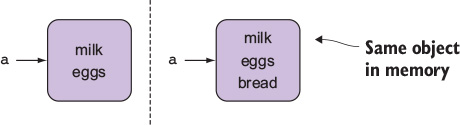 a
milk
eggs
a
milk
eggs
bread
Same object
in memory